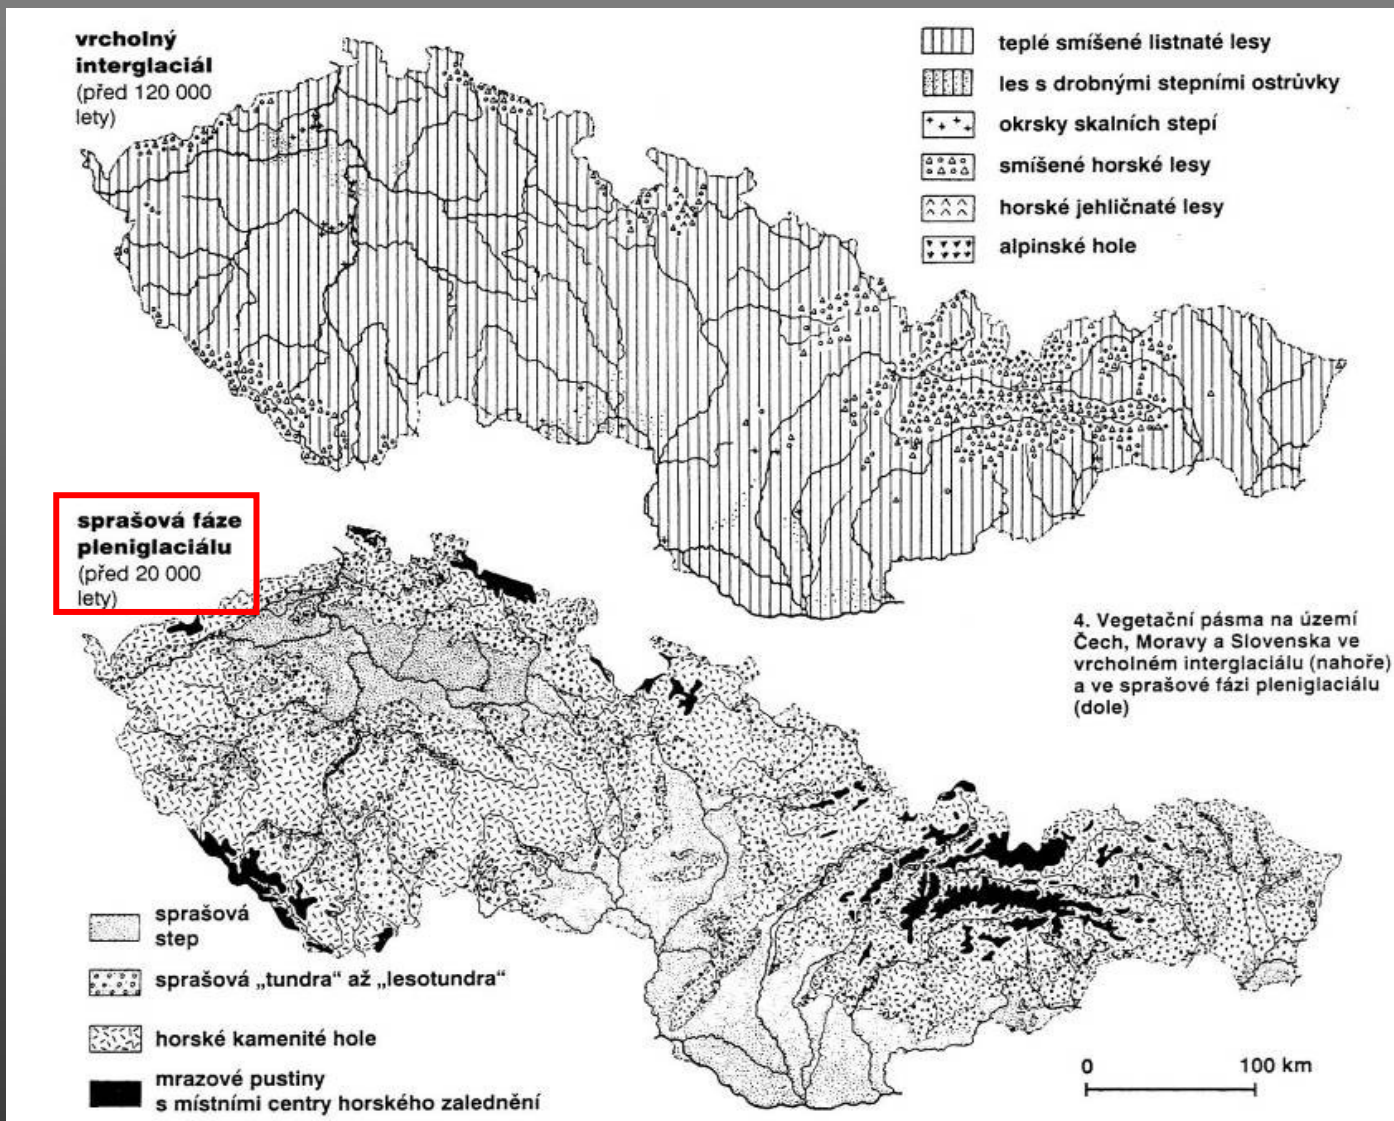 vrcholný
interglaciál
(před 120 000
lety)
teplé smíšené listnaté lesy
les s drobnými stepními ostrůvky
okrsky skalních stepí
smíšené horské lesy
horské jehličnaté lesy
alpinské hole
sprašová fáze
pleniglaciálu
(před 20 000
lety)
4. Vegetační pásma na území
Čech, Moravy a Slovenska ve
vrcholném interglaciálu (nahoře)
a ve sprašové fázi pleniglaciálu
(dole)
sprašová
step
sprašová „tundra“ až „lesotundra“
horské kamenité hole
mrazové pustiny
s místními centry horského zalednění
0 100 km